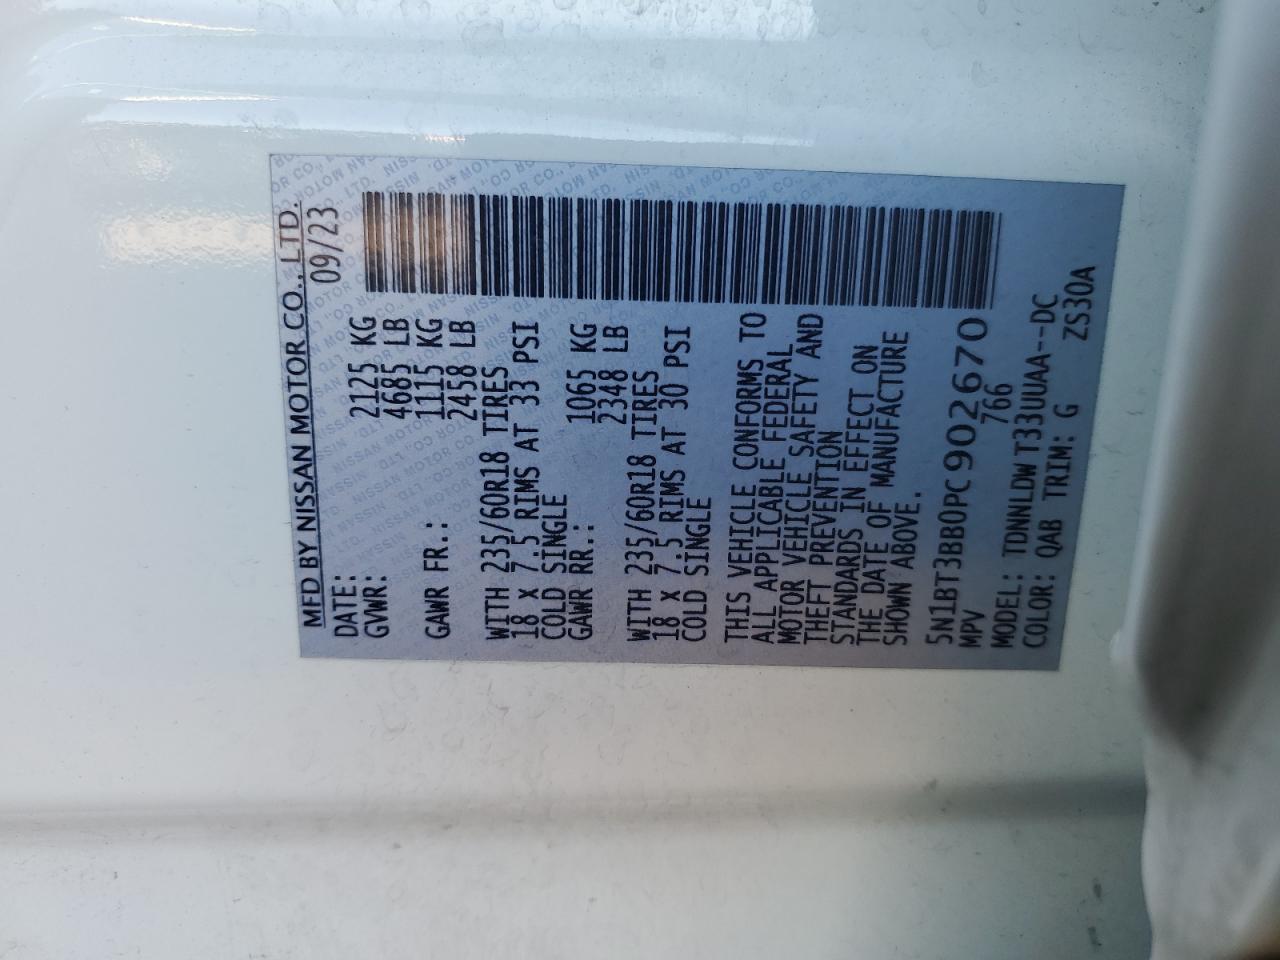 MFD BY NISSAN MOTOR CO., LTD.
DATE: 09/23
GVWR: 2125 KG
4685 LB
GAWR FR.: 1115 KG
2458 LB
WITH 235/60R18 TIRES
18 X 7.5 RIMS AT 33 PSI
COLD SINGLE
GAWR RR.: 1065 KG
2348 LB
WITH 235/60R18 TIRES
18 X 7.5 RIMS AT 30 PSI
COLD SINGLE
THIS VEHICLE CONFORMS TO
ALL APPLICABLE FEDERAL
MOTOR VEHICLE SAFETY AND
THEFT PREVENTION
STANDARDS IN EFFECT ON
THE DATE OF MANUFACTURE
SHOWN ABOVE.
5N1BT3BB0PC902670
MPV 766
MODEL: TDNNLDW T33UUAA--DC
COLOR: QAB TRIM: G ZS30A